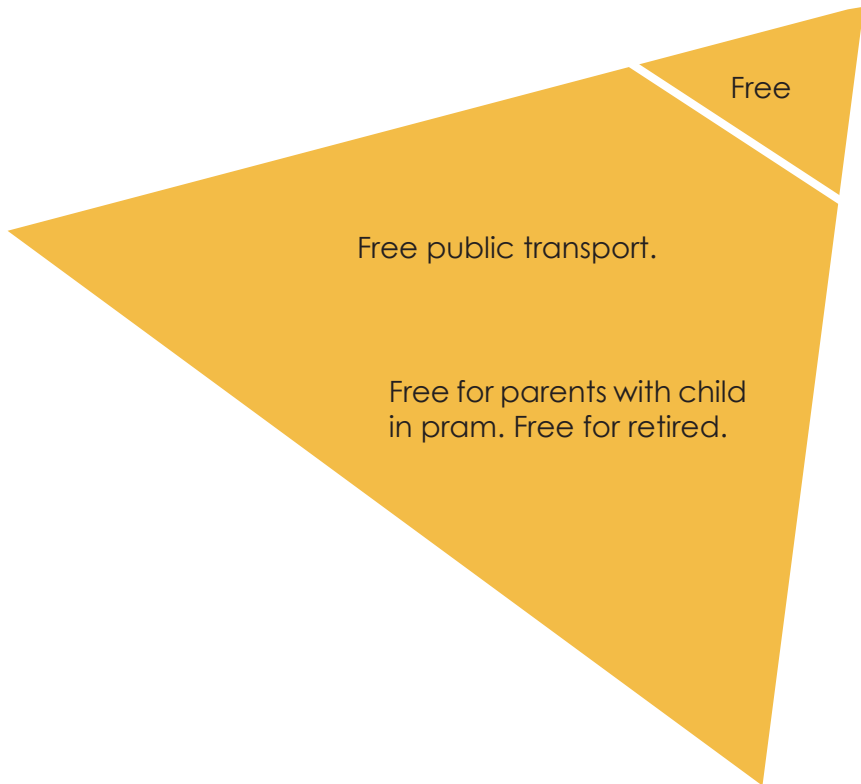 Free
Free public transport.
Free for parents with child
in pram. Free for retired.